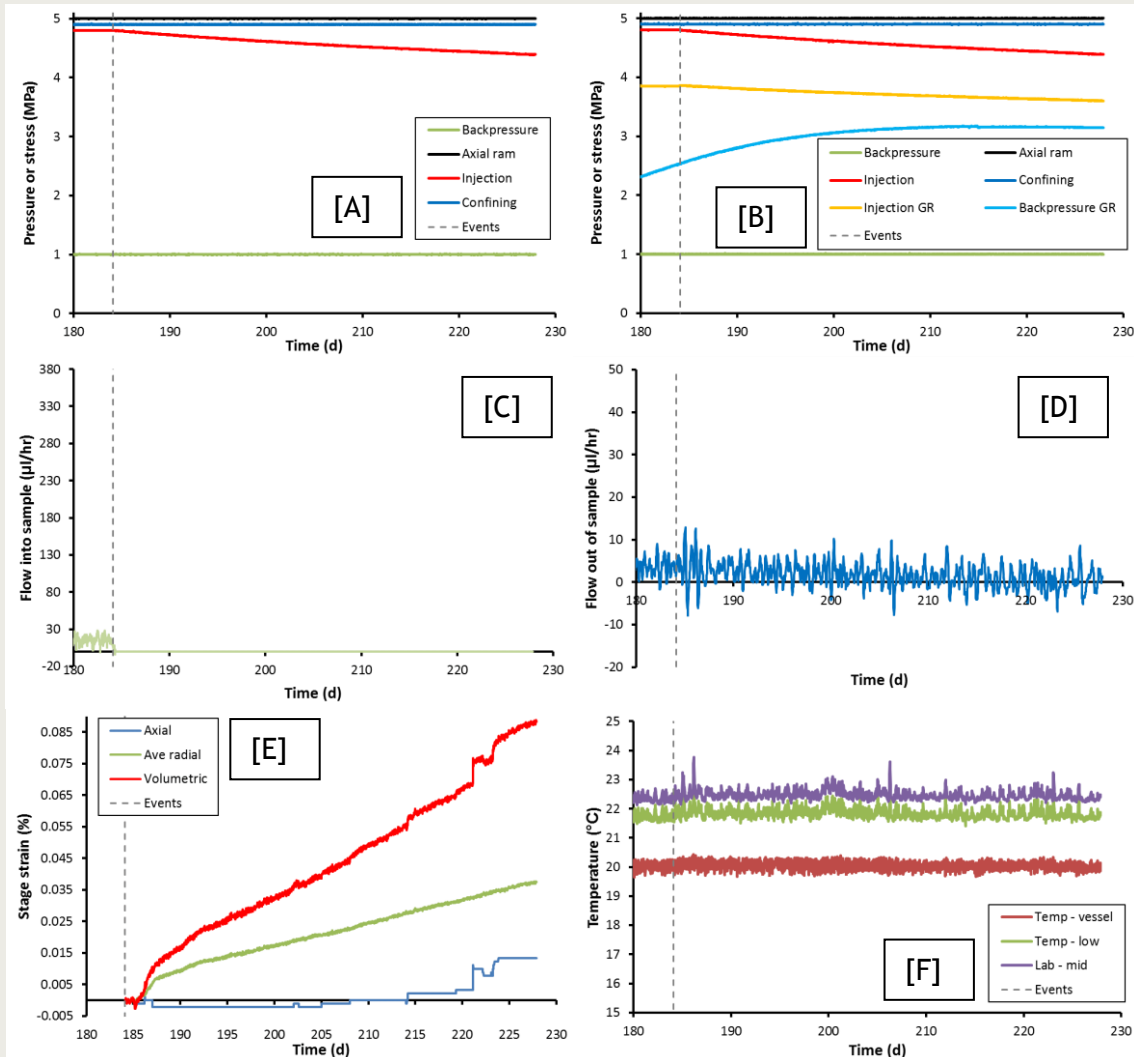 Pressure or stress (MPa)
5
4
3
2
1
0
180
190
200
210
220
230
Time (d)
Backpressure
Axial ram
Injection
Confining
Events
[A]
Pressure or stress (MPa)
5
4
3
2
1
0
180
190
200
210
220
230
Time (d)
Backpressure
Axial ram
Injection
Confining
Injection GR
Backpressure GR
Events
[B]
Flow into sample (µl/hr)
380
330
280
230
180
130
80
30
-20
180
190
200
210
220
230
Time (d)
[C]
Flow out of sample (µl/hr)
50
40
30
20
10
0
-10
-20
180
190
200
210
220
230
Time (d)
[D]
Stage strain (%)
0.085
0.075
0.065
0.055
0.045
0.035
0.025
0.015
0.005
-0.005
180
185
190
195
200
205
210
215
220
225
230
Time (d)
Axial
Ave radial
Volumetric
Events
[E]
Temperature (°C)
25
24
23
22
21
20
19
18
17
16
15
180
190
200
210
220
230
Time (d)
Temp - vessel
Temp - low
Lab - mid
Events
[F]